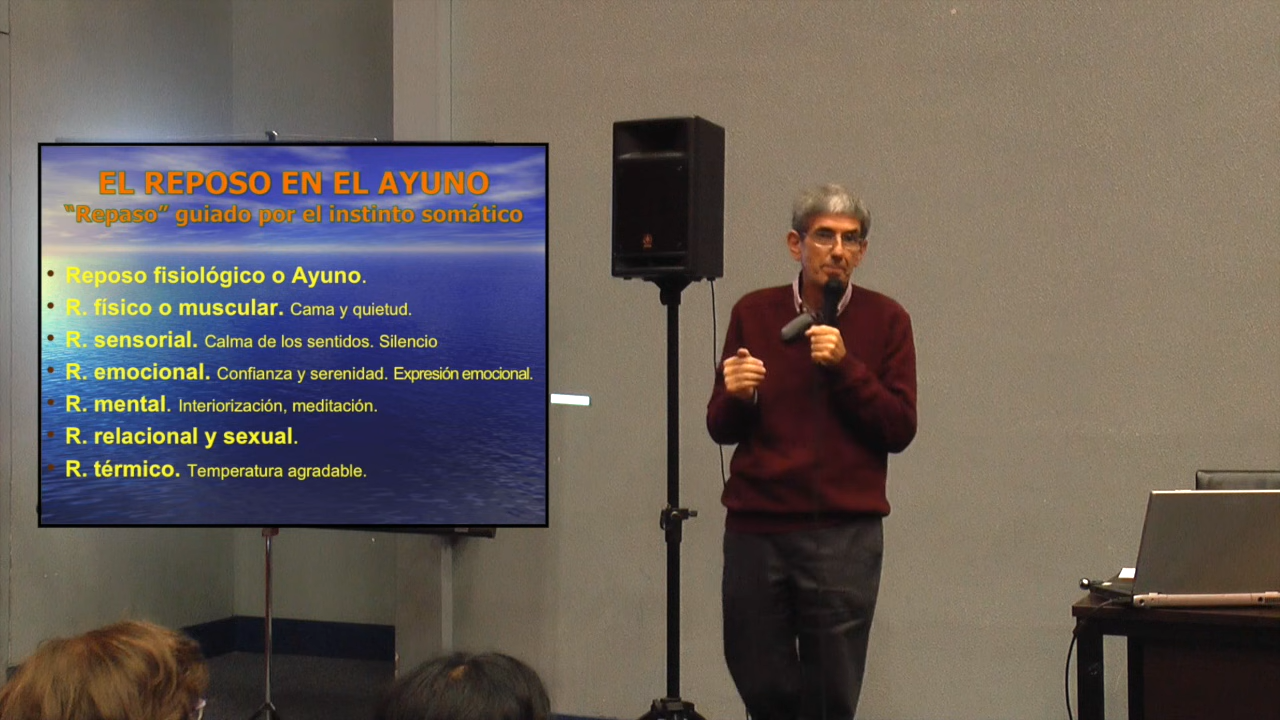 EL REPOSO EN EL AYUNO
“Repaso” guiado por el instinto somático
• Reposo fisiológico o Ayuno.
• R. físico o muscular. Cama y quietud.
• R. sensorial. Calma de los sentidos. Silencio
• R. emocional. Confianza y serenidad. Expresión emocional.
• R. mental. Interiorización, meditación.
• R. relacional y sexual.
• R. térmico. Temperatura agradable.